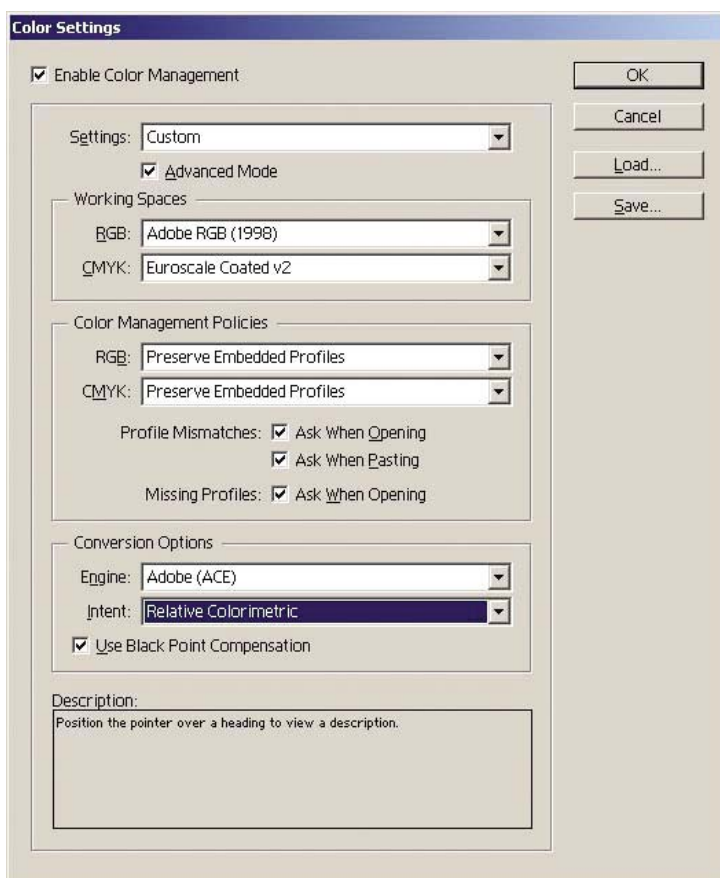 Color Settings
Enable Color Management
OK
Cancel
Load...
Save...
Settings: Custom
Advanced Mode
Working Spaces
RGB: Adobe RGB (1998)
CMYK: Euroscale Coated v2
Color Management Policies
RGB: Preserve Embedded Profiles
CMYK: Preserve Embedded Profiles
Profile Mismatches: Ask When Opening
Ask When Pasting
Missing Profiles: Ask When Opening
Conversion Options
Engine: Adobe (ACE)
Intent: Relative Colorimetric
Use Black Point Compensation
Description:
Position the pointer over a heading to view a description.